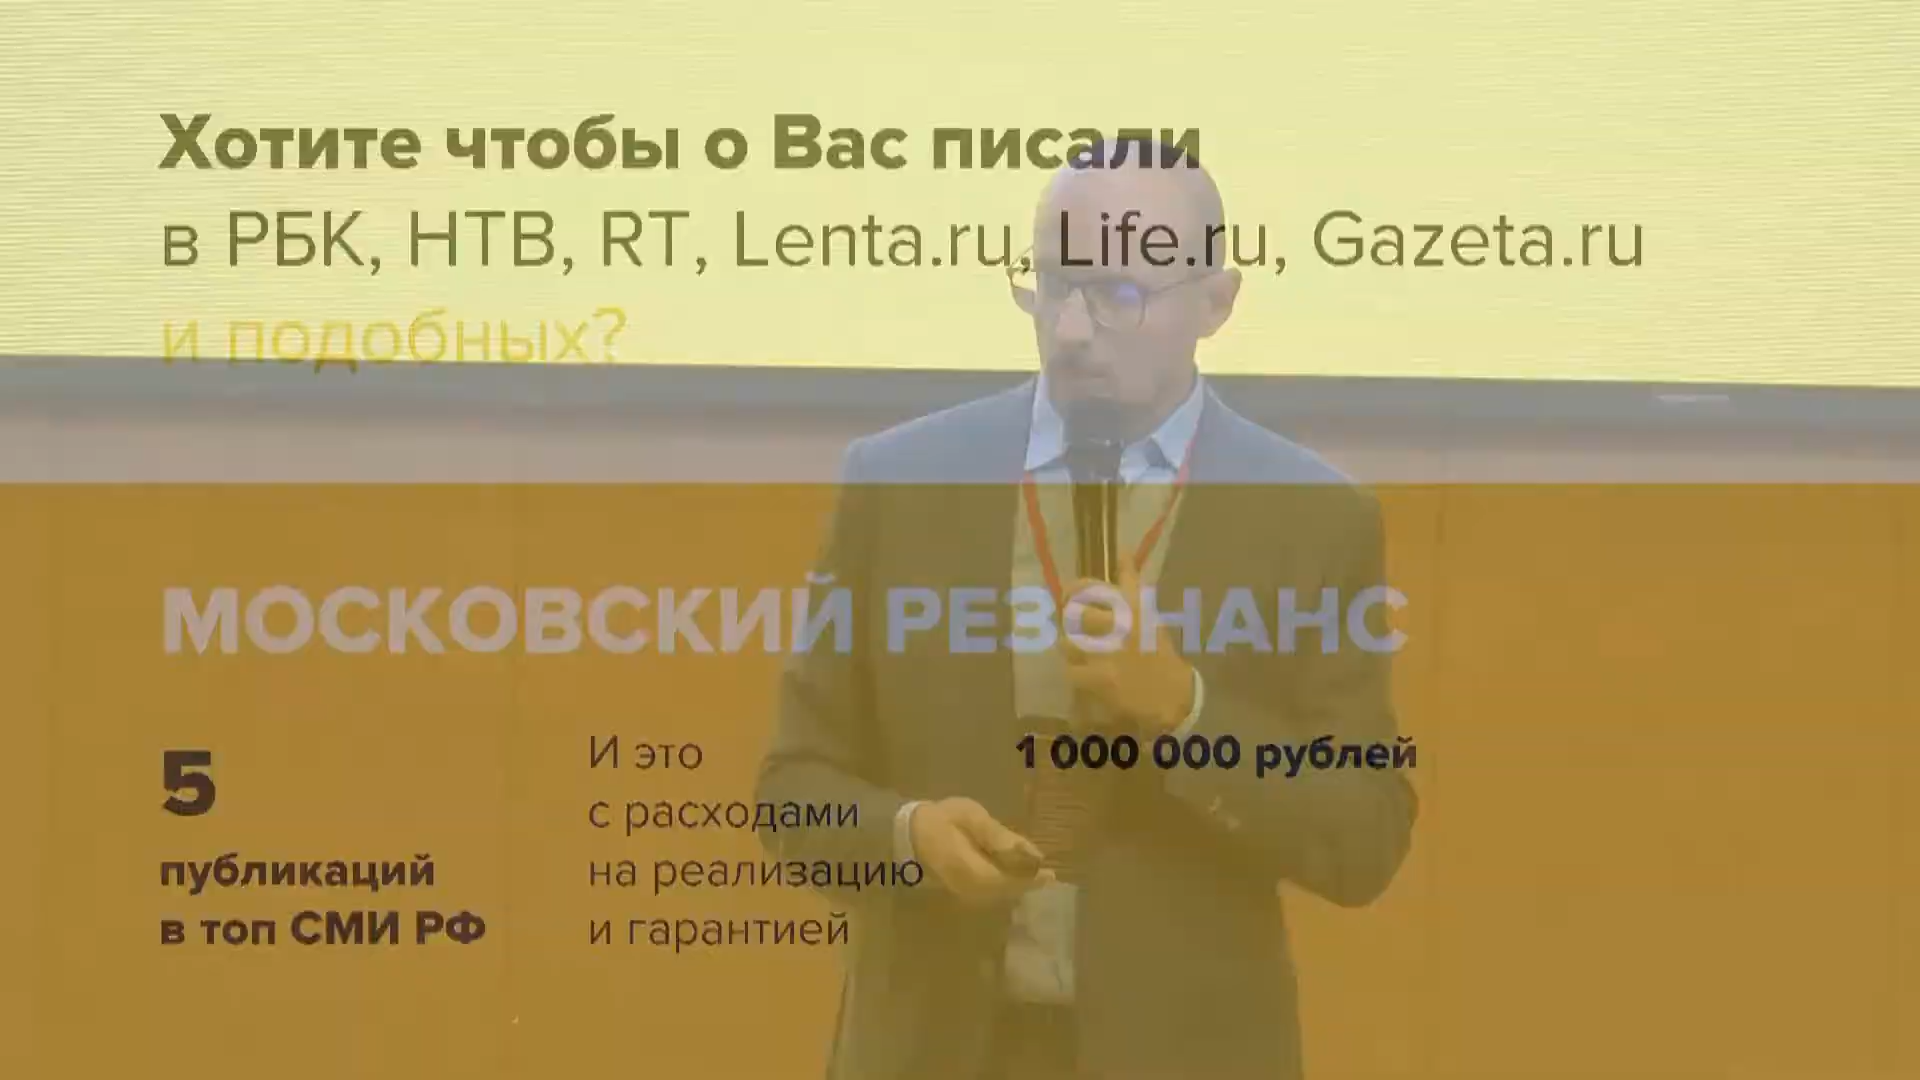 Хотите чтобы о Вас писали
в РБК, НТВ, RT, Lenta.ru, Life.ru, Gazeta.ru
и подобных?
МОСКОВСКИЙ РЕЗОНАНС
5
публикаций
в топ СМИ РФ
И это
с расходами
на реализацию
и гарантией
1 000 000 рублей